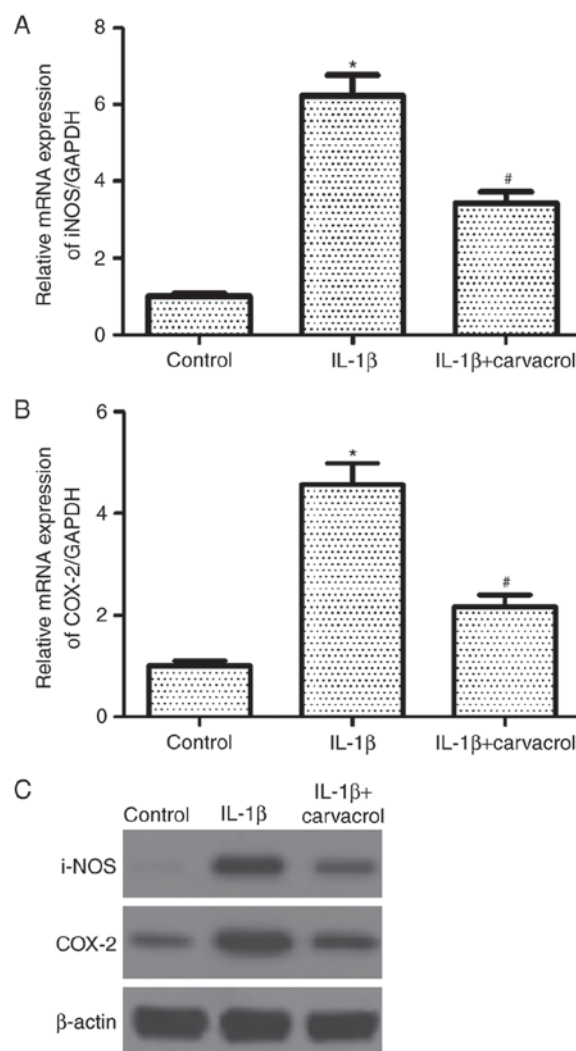 A
Relative mRNA expression
of iNOS/GAPDH
8
6
4
2
0
*
#
Control
IL-1β
IL-1β+carvacrol
B
Relative mRNA expression
of COX-2/GAPDH
6
4
2
0
*
#
Control
IL-1β
IL-1β+carvacrol
C
Control
IL-1β
IL-1β+
carvacrol
i-NOS
COX-2
β-actin